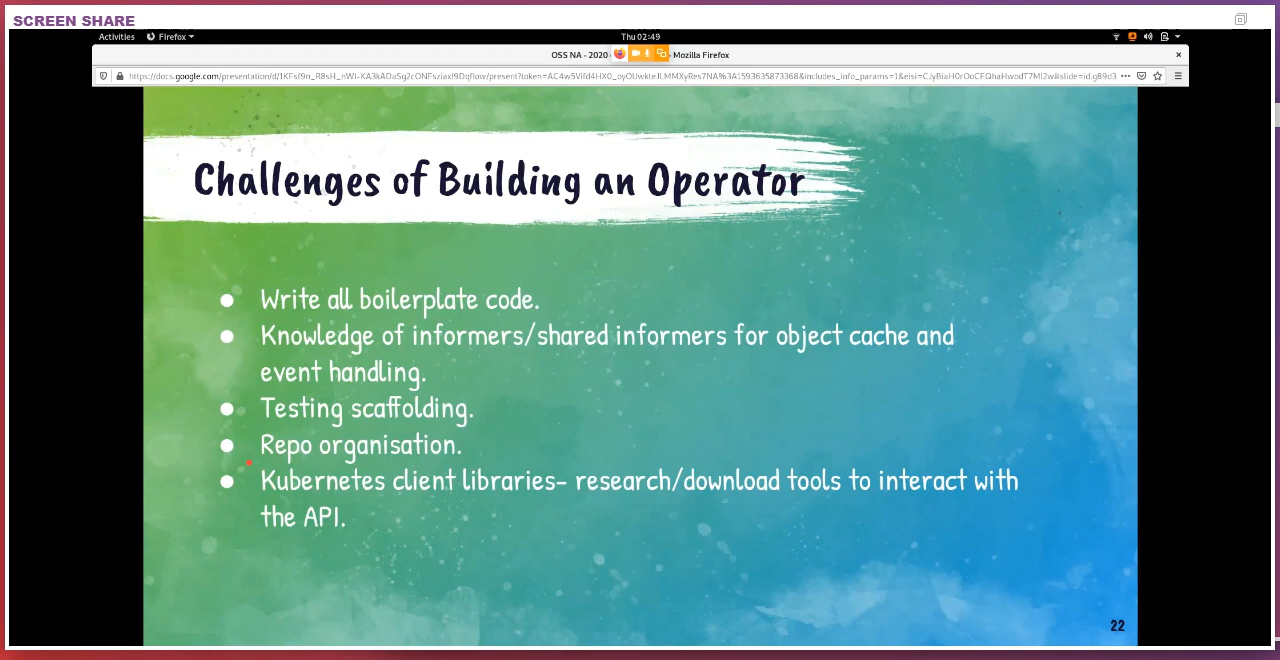 SCREEN SHARE
Activities Firefox Thu 02:49
OSS NA - 2020 - Mozilla Firefox
Challenges of Building an Operator
● Write all boilerplate code.
● Knowledge of informers/shared informers for object cache and
event handling.
● Testing scaffolding.
● Repo organisation.
● Kubernetes client libraries- research/download tools to interact with
the API.
22